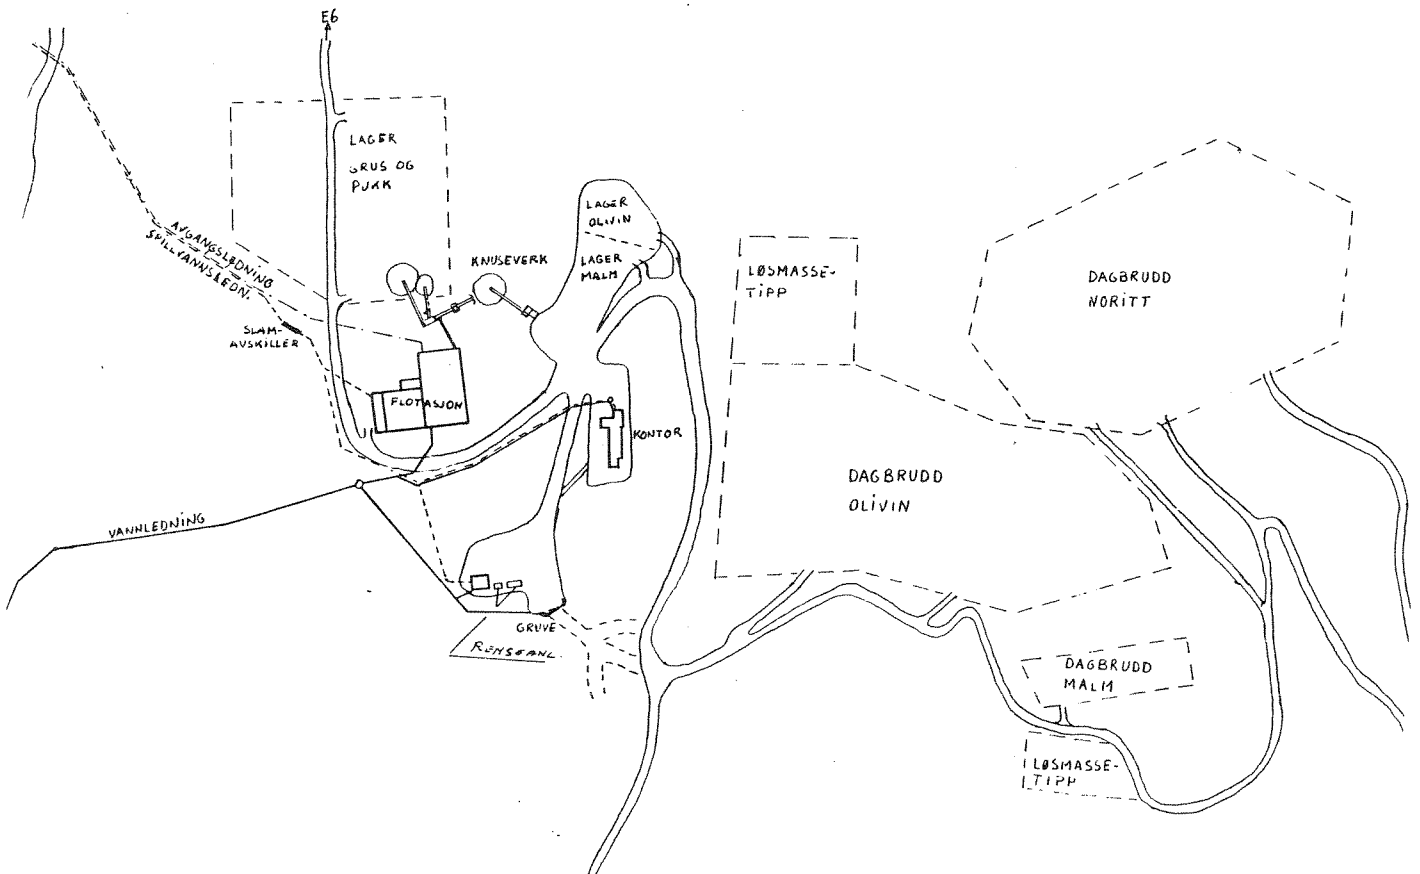 E6
LAGER
GRUS OG
PUKK
AVGANGSLEDNING
SPILLVANNSLEDN.
SLAM-
AVSKILLER
KNUSEVERK
LAGER
OLIVIN
LAGER
MALM
LØSMASSE-
TIPP
DAGBRUDD
NORITT
FLOTASJON
KONTOR
DAGBRUDD
OLIVIN
VANNLEDNING
GRUVE
RENSEANL.
DAGBRUDD
MALM
LØSMASSE-
TIPP